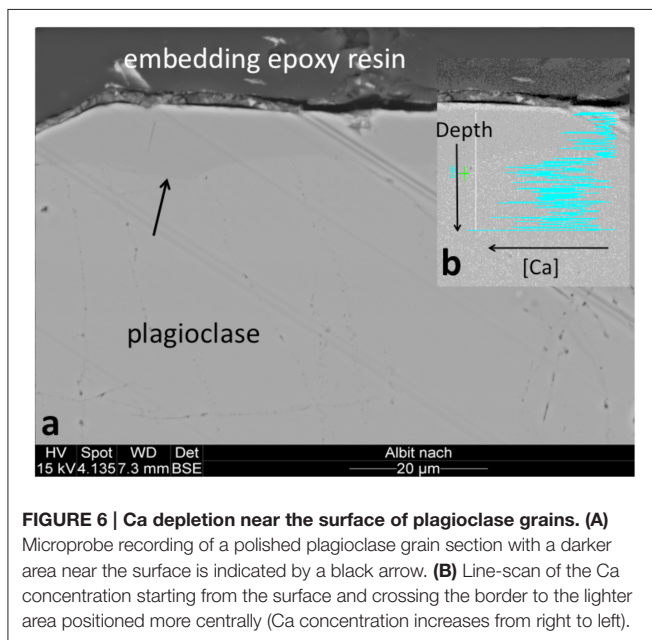 embedding epoxy resin
Depth
b
[Ca]
plagioclase
a
HV Spot WD Det Albit nach
15 kV 4.135 7.3 mm BSE 20 μm
FIGURE 6 | Ca depletion near the surface of plagioclase grains. (A)
Microprobe recording of a polished plagioclase grain section with a darker
area near the surface is indicated by a black arrow. (B) Line-scan of the Ca
concentration starting from the surface and crossing the border to the lighter
area positioned more centrally (Ca concentration increases from right to left).